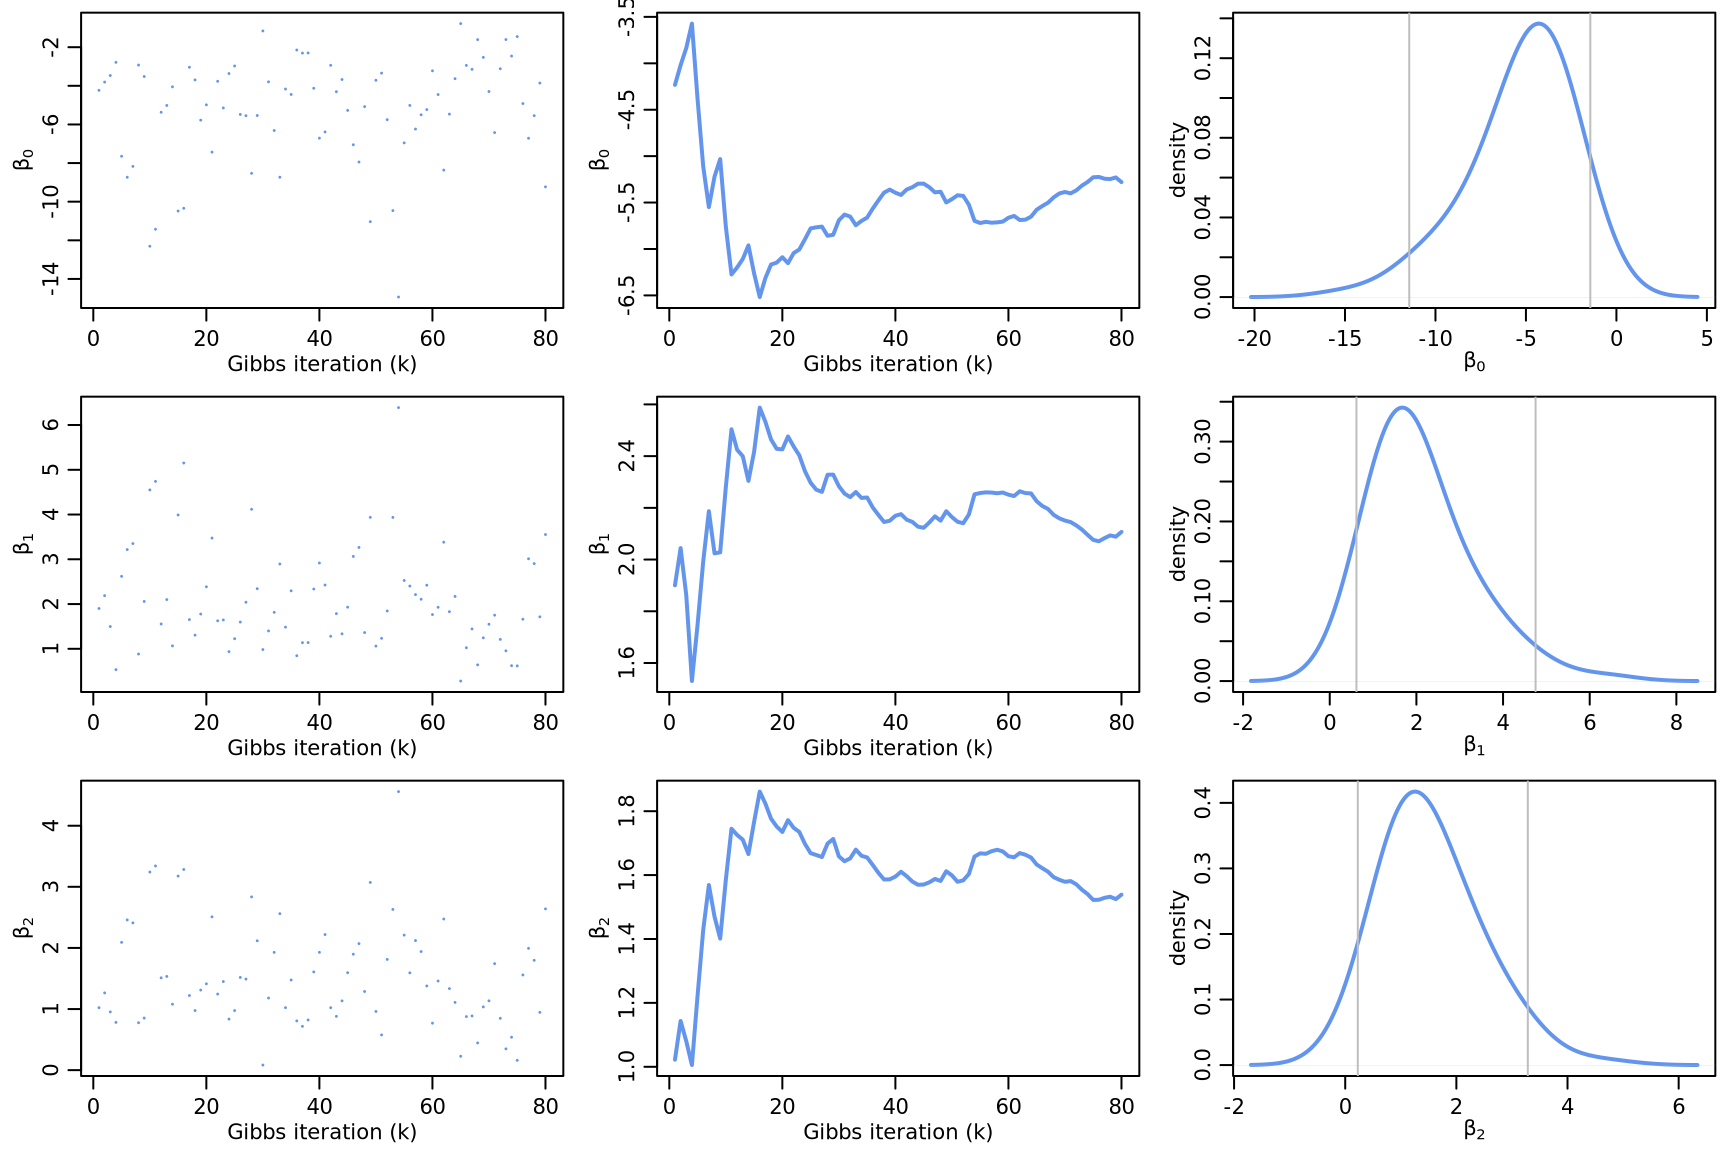 -2
-6
-10
-14
β0
0 20 40 60 80
Gibbs iteration (k)
-3.5
-4.5
-5.5
-6.5
β0
0 20 40 60 80
Gibbs iteration (k)
0.12
0.08
0.04
0.00
density
-20 -15 -10 -5 0 5
β0
6
5
4
3
2
1
β1
0 20 40 60 80
Gibbs iteration (k)
2.4
2.0
1.6
β1
0 20 40 60 80
Gibbs iteration (k)
0.30
0.20
0.10
0.00
density
-2 0 2 4 6 8
β1
4
3
2
1
0
β2
0 20 40 60 80
Gibbs iteration (k)
1.8
1.6
1.4
1.2
1.0
β2
0 20 40 60 80
Gibbs iteration (k)
0.4
0.3
0.2
0.1
0.0
density
-2 0 2 4 6
β2